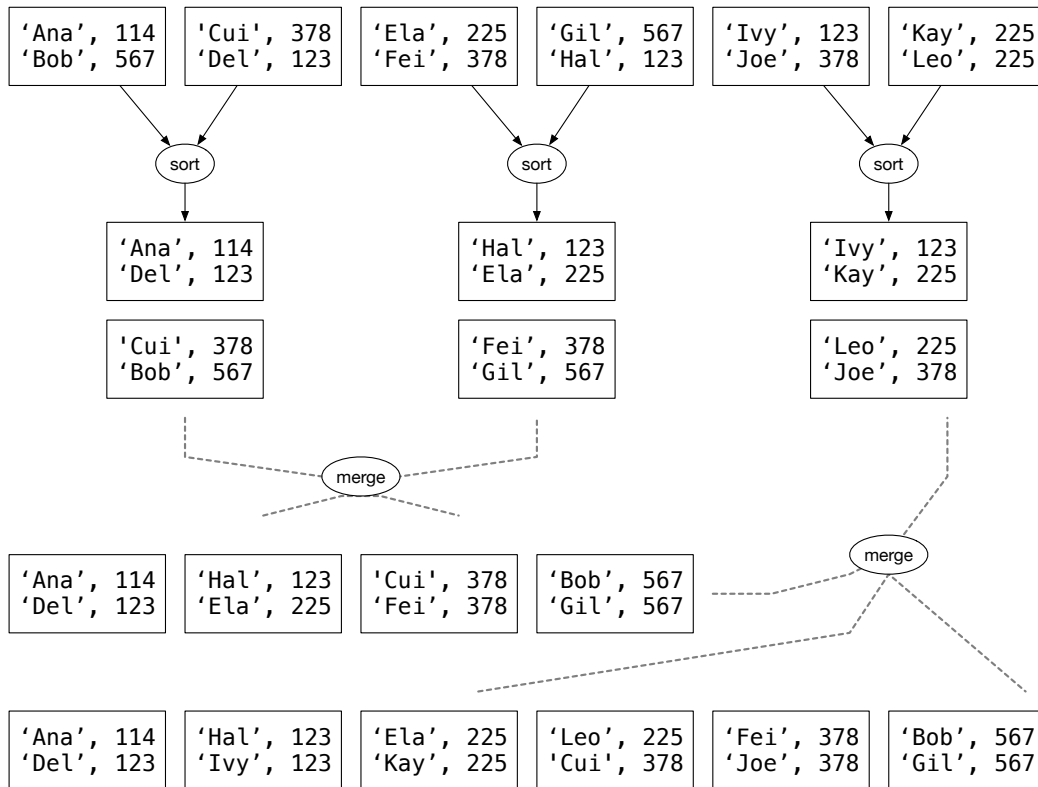 ‘Ana’, 114
‘Bob’, 567
'Cui', 378
‘Del’, 123
‘Ela’, 225
‘Fei’, 378
‘Gil’, 567
‘Hal’, 123
‘Ivy’, 123
‘Joe’, 378
‘Kay’, 225
‘Leo’, 225
sort
sort
sort
‘Ana’, 114
‘Del’, 123
‘Hal’, 123
‘Ela’, 225
‘Ivy’, 123
‘Kay’, 225
'Cui', 378
‘Bob’, 567
‘Fei’, 378
‘Gil’, 567
‘Leo’, 225
‘Joe’, 378
merge
merge
‘Ana’, 114
‘Del’, 123
‘Hal’, 123
‘Ela’, 225
'Cui', 378
‘Fei’, 378
‘Bob’, 567
‘Gil’, 567
‘Ana’, 114
‘Del’, 123
‘Hal’, 123
‘Ivy’, 123
‘Ela’, 225
‘Kay’, 225
‘Leo’, 225
'Cui', 378
‘Fei’, 378
‘Joe’, 378
‘Bob’, 567
‘Gil’, 567